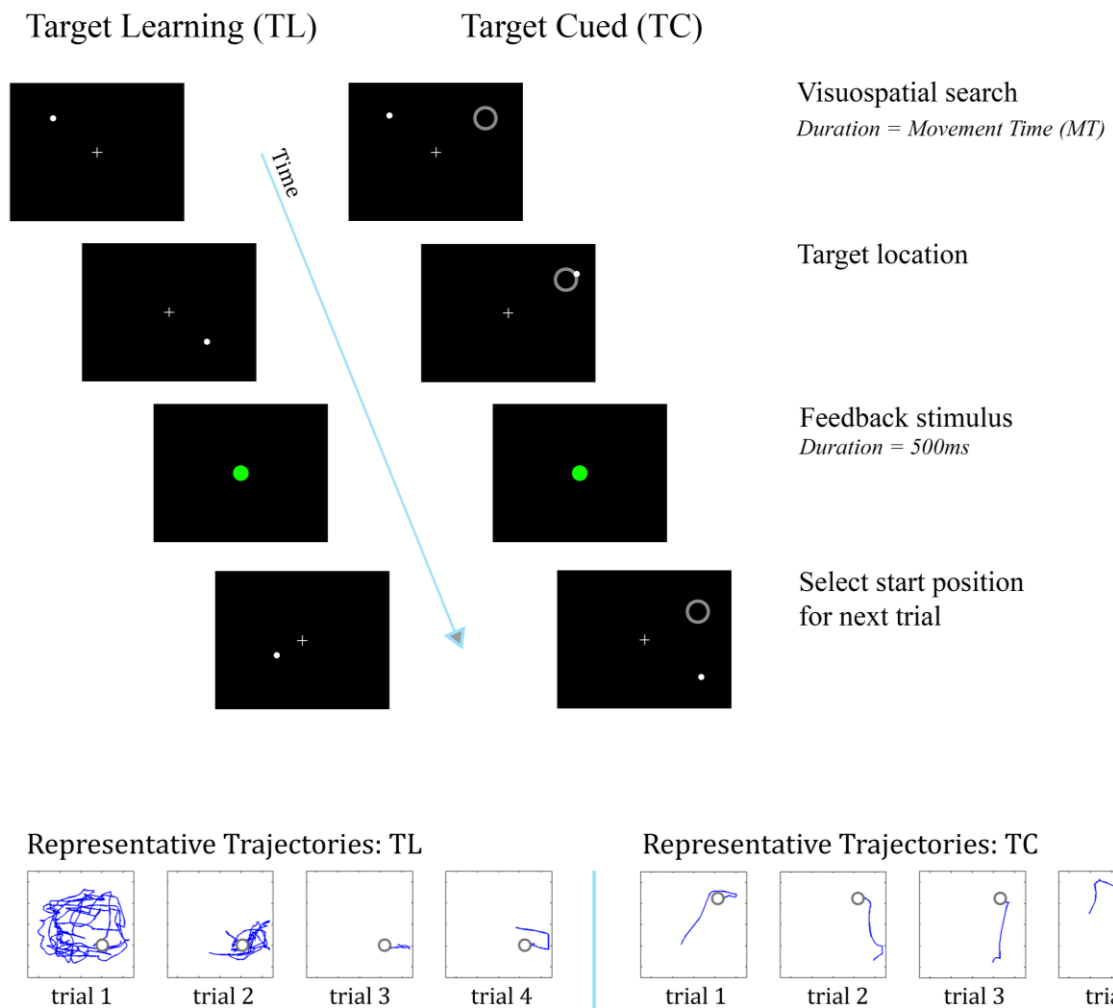 Target Learning (TL)
Target Cued (TC)
Visuospatial search
Duration = Movement Time (MT)
Time
Target location
Feedback stimulus
Duration = 500ms
Select start position
for next trial
Representative Trajectories: TL
Representative Trajectories: TC
trial 1
trial 2
trial 3
trial 4
trial 1
trial 2
trial 3